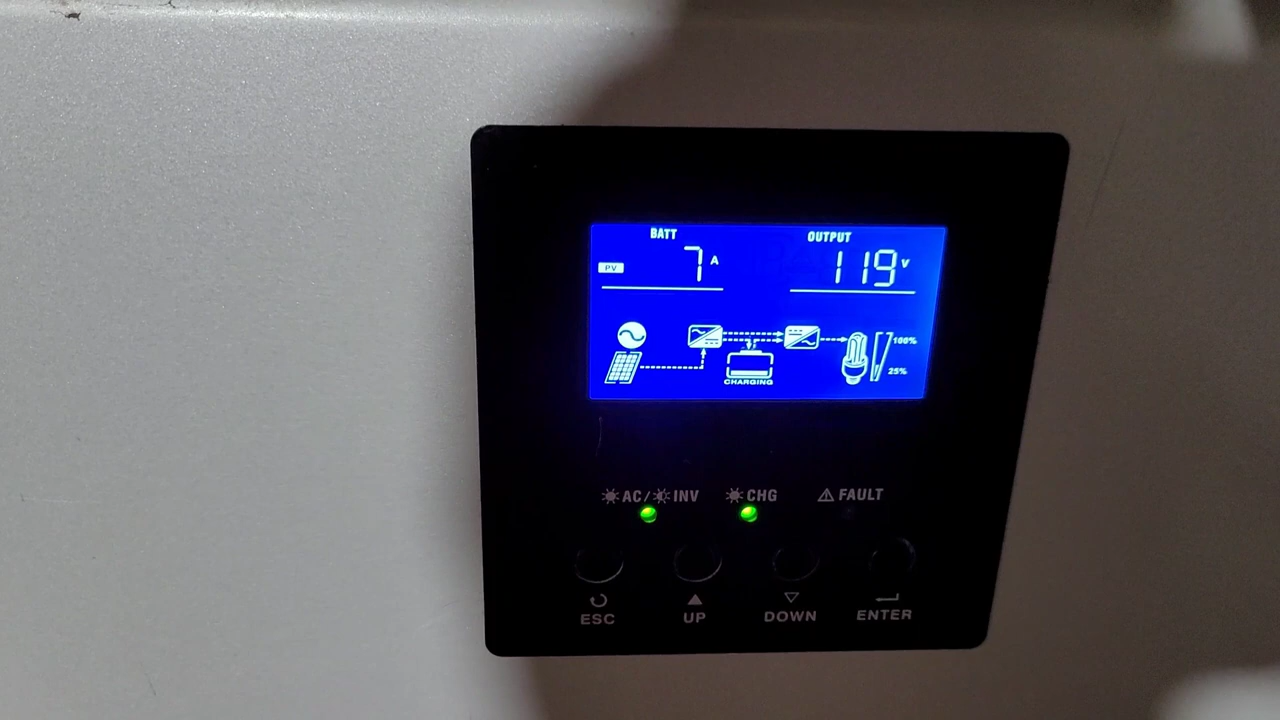 BATT OUTPUT
PV 7 A 119 V
100%
25%
CHARGING
AC/ INV CHG FAULT
ESC UP DOWN ENTER